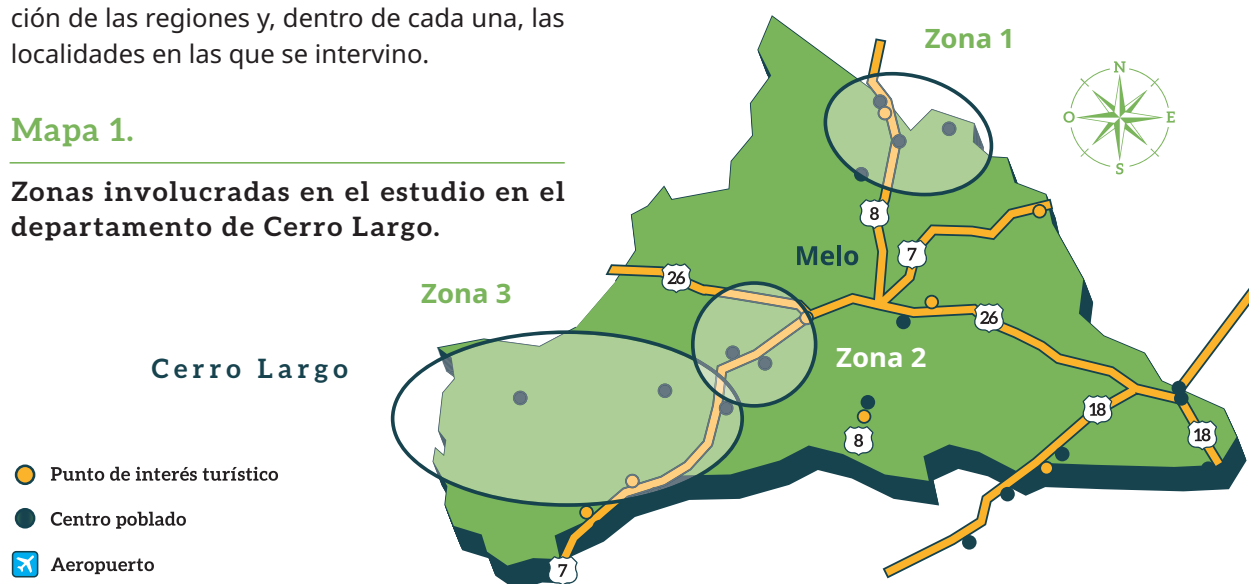 ción de las regiones y, dentro de cada una, las
localidades en las que se intervino.
Mapa 1.
Zonas involucradas en el estudio en el
departamento de Cerro Largo.
Zona 1
N
O
E
S
8
7
Melo
26
Zona 3
26
Zona 2
Cerro Largo
18
8
18
Punto de interés turístico
Centro poblado
Aeropuerto
7